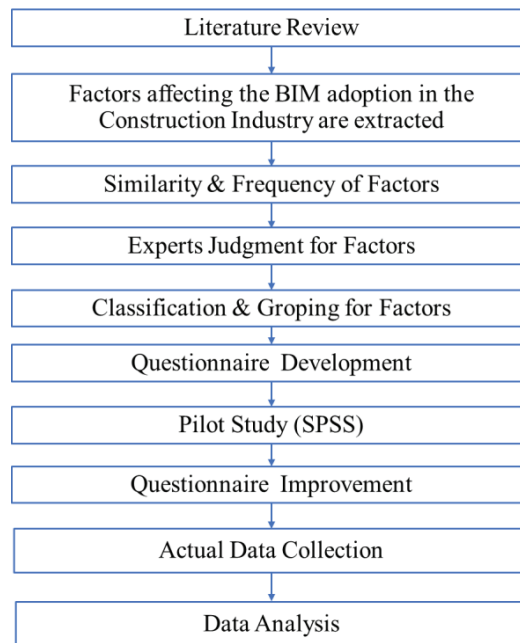 Literature Review
Factors affecting the BIM adoption in the
Construction Industry are extracted
Similarity & Frequency of Factors
Experts Judgment for Factors
Classification & Groping for Factors
Questionnaire Development
Pilot Study (SPSS)
Questionnaire Improvement
Actual Data Collection
Data Analysis